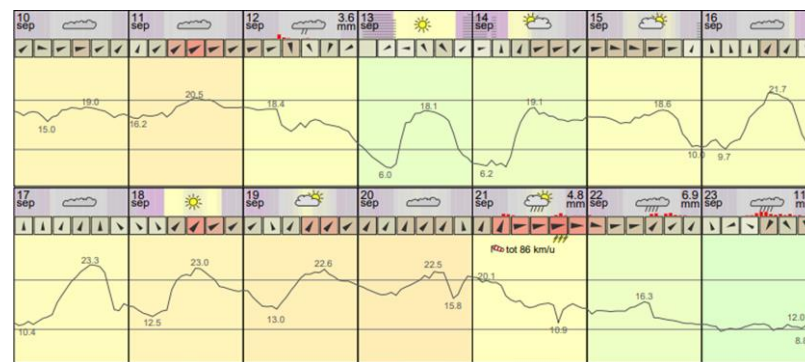 10 sep
11 sep
12 sep 3.6 mm
13 sep
14 sep
15 sep
16 sep
15.0 19.0
16.2 20.5
18.4
6.0 18.1
6.2 19.1
18.6 10.0
9.7 21.7
17 sep
18 sep
19 sep
20 sep
21 sep 4.8 mm
22 sep 6.9 mm
23 sep 11 mm
tot 86 km/u
10.4 23.3
12.5 23.0
13.0 22.6
22.5 15.8
20.1 10.9
16.3
12.0